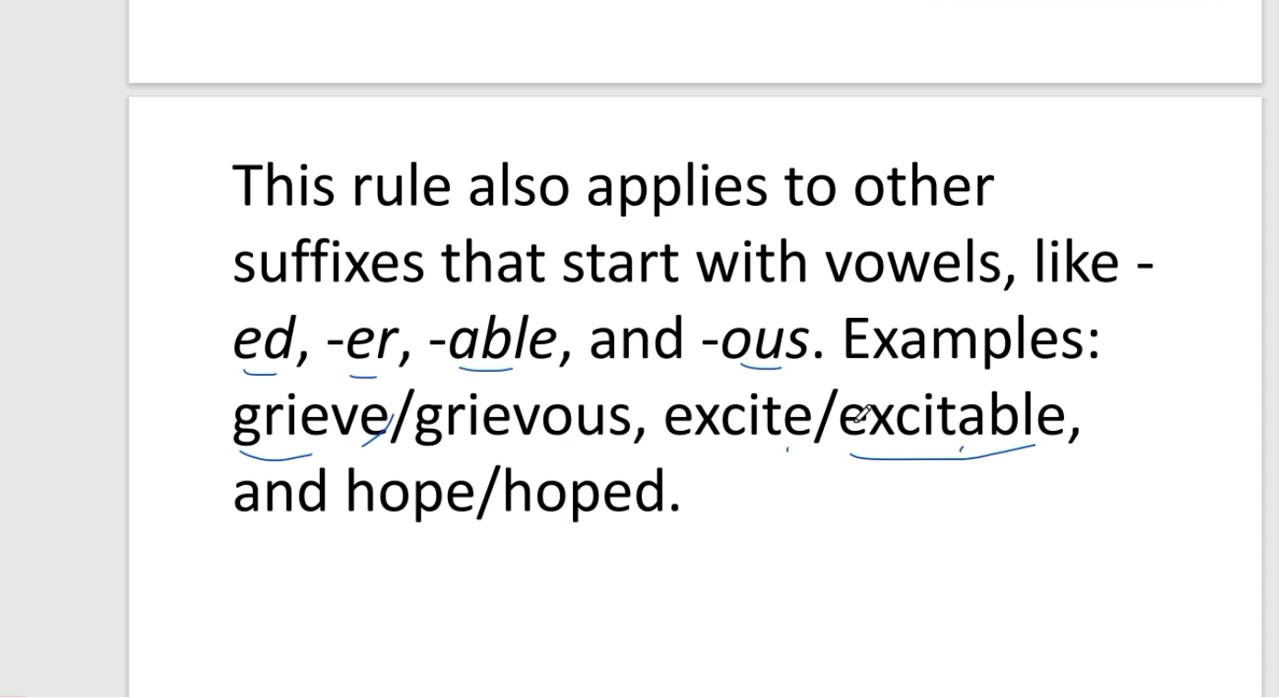 This rule also applies to other
suffixes that start with vowels, like -
ed, -er, -able, and -ous. Examples:
grieve/grievous, excite/excitable,
and hope/hoped.